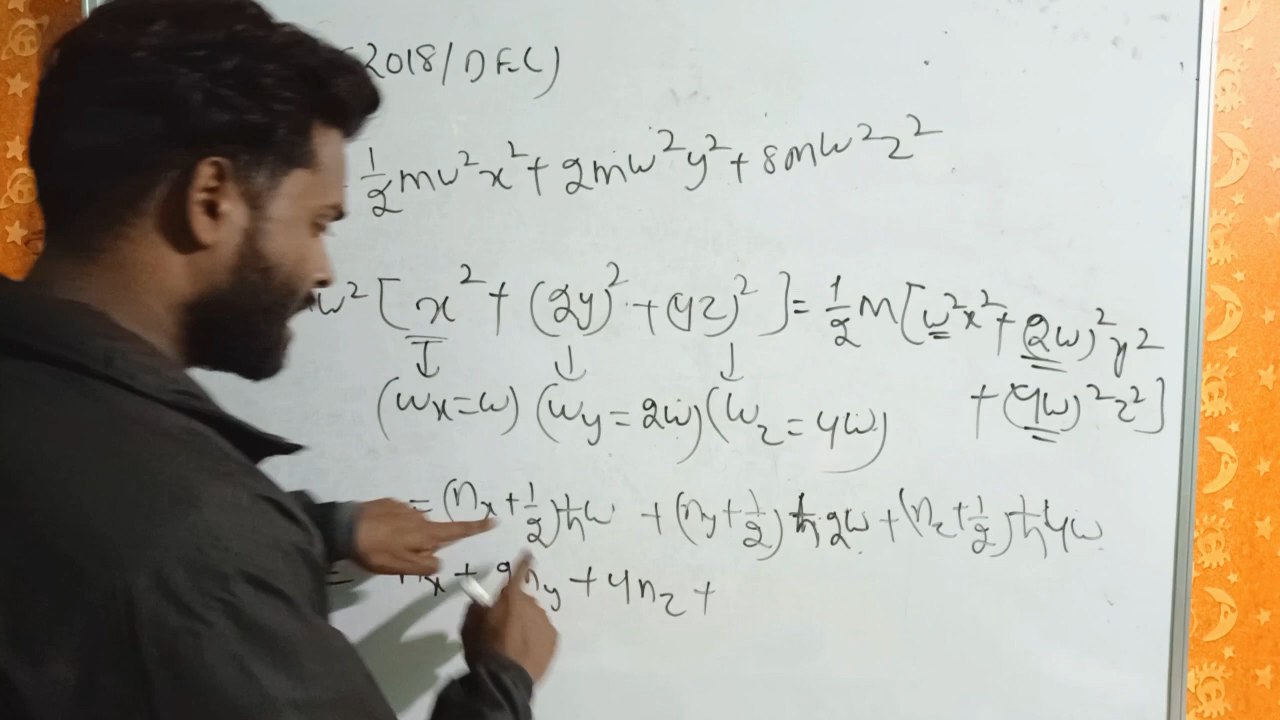 2018/DEC)
1/2 mω²x² + 2mω²y² + 8mω²z²
ω² [x² + (2y)² + (4z)²] = 1/2 m[ω²x² + (2ω)²y²
+ (4ω)²z²]
↓ ↓ ↓
(ωx = ω) (ωy = 2ω) (ωz = 4ω)
= (nx + 1/2)ħω + (ny + 1/2)ħ2ω + (nz + 1/2)ħ4ω
= nx + 2ny + 4nz +